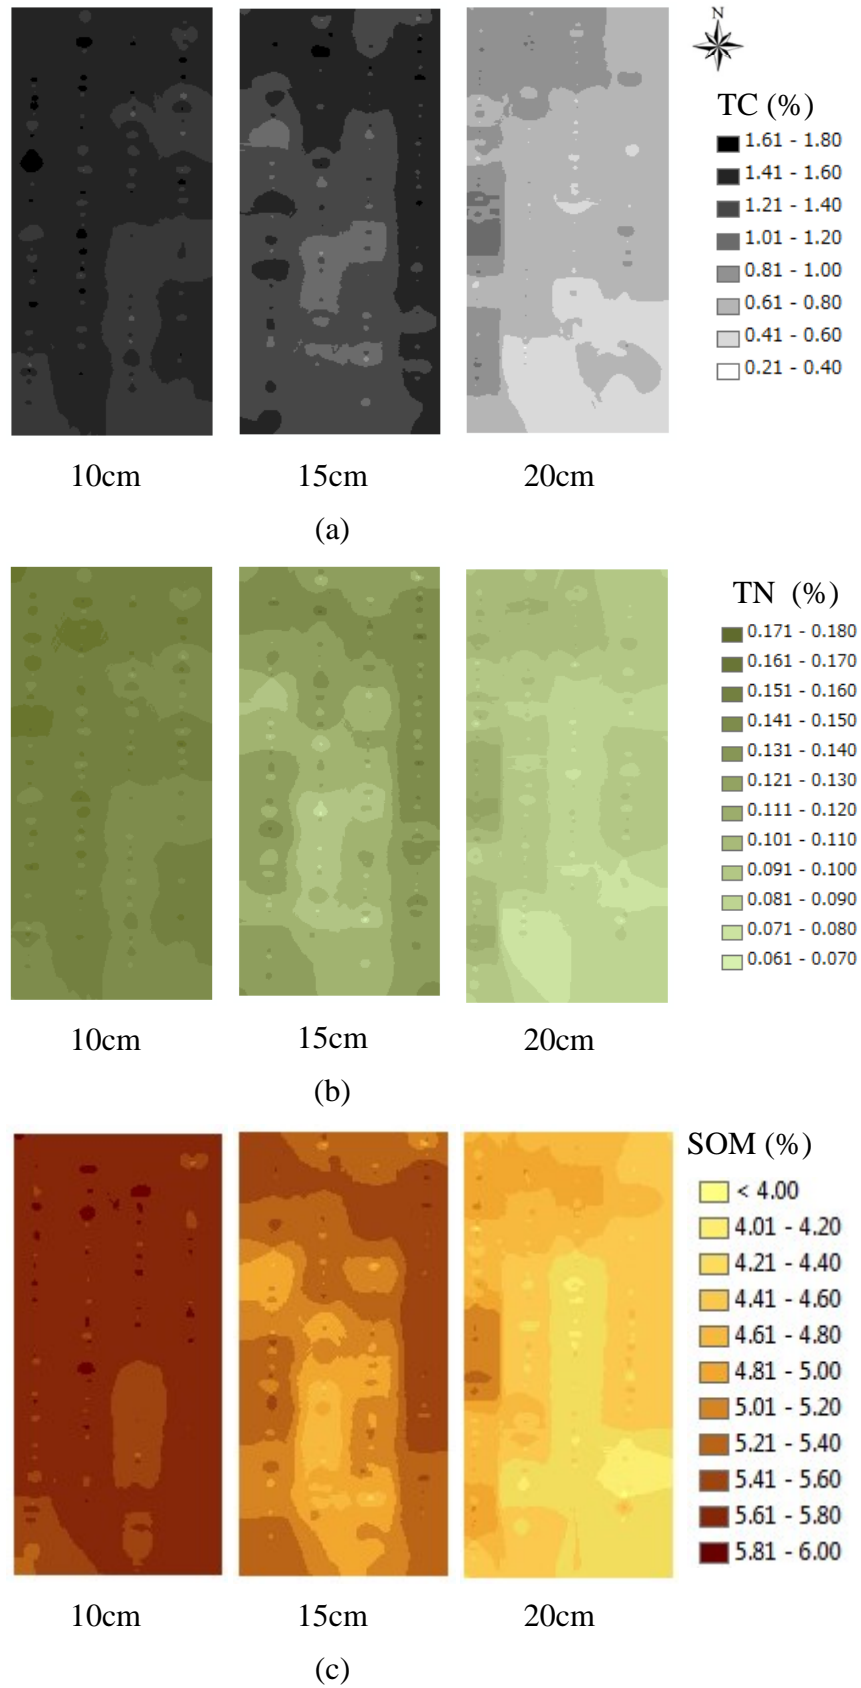 N
TC (%)
1.61 - 1.80
1.41 - 1.60
1.21 - 1.40
1.01 - 1.20
0.81 - 1.00
0.61 - 0.80
0.41 - 0.60
0.21 - 0.40
10cm 15cm 20cm
(a)
TN (%)
0.171 - 0.180
0.161 - 0.170
0.151 - 0.160
0.141 - 0.150
0.131 - 0.140
0.121 - 0.130
0.111 - 0.120
0.101 - 0.110
0.091 - 0.100
0.081 - 0.090
0.071 - 0.080
0.061 - 0.070
10cm 15cm 20cm
(b)
SOM (%)
< 4.00
4.01 - 4.20
4.21 - 4.40
4.41 - 4.60
4.61 - 4.80
4.81 - 5.00
5.01 - 5.20
5.21 - 5.40
5.41 - 5.60
5.61 - 5.80
5.81 - 6.00
10cm 15cm 20cm
(c)